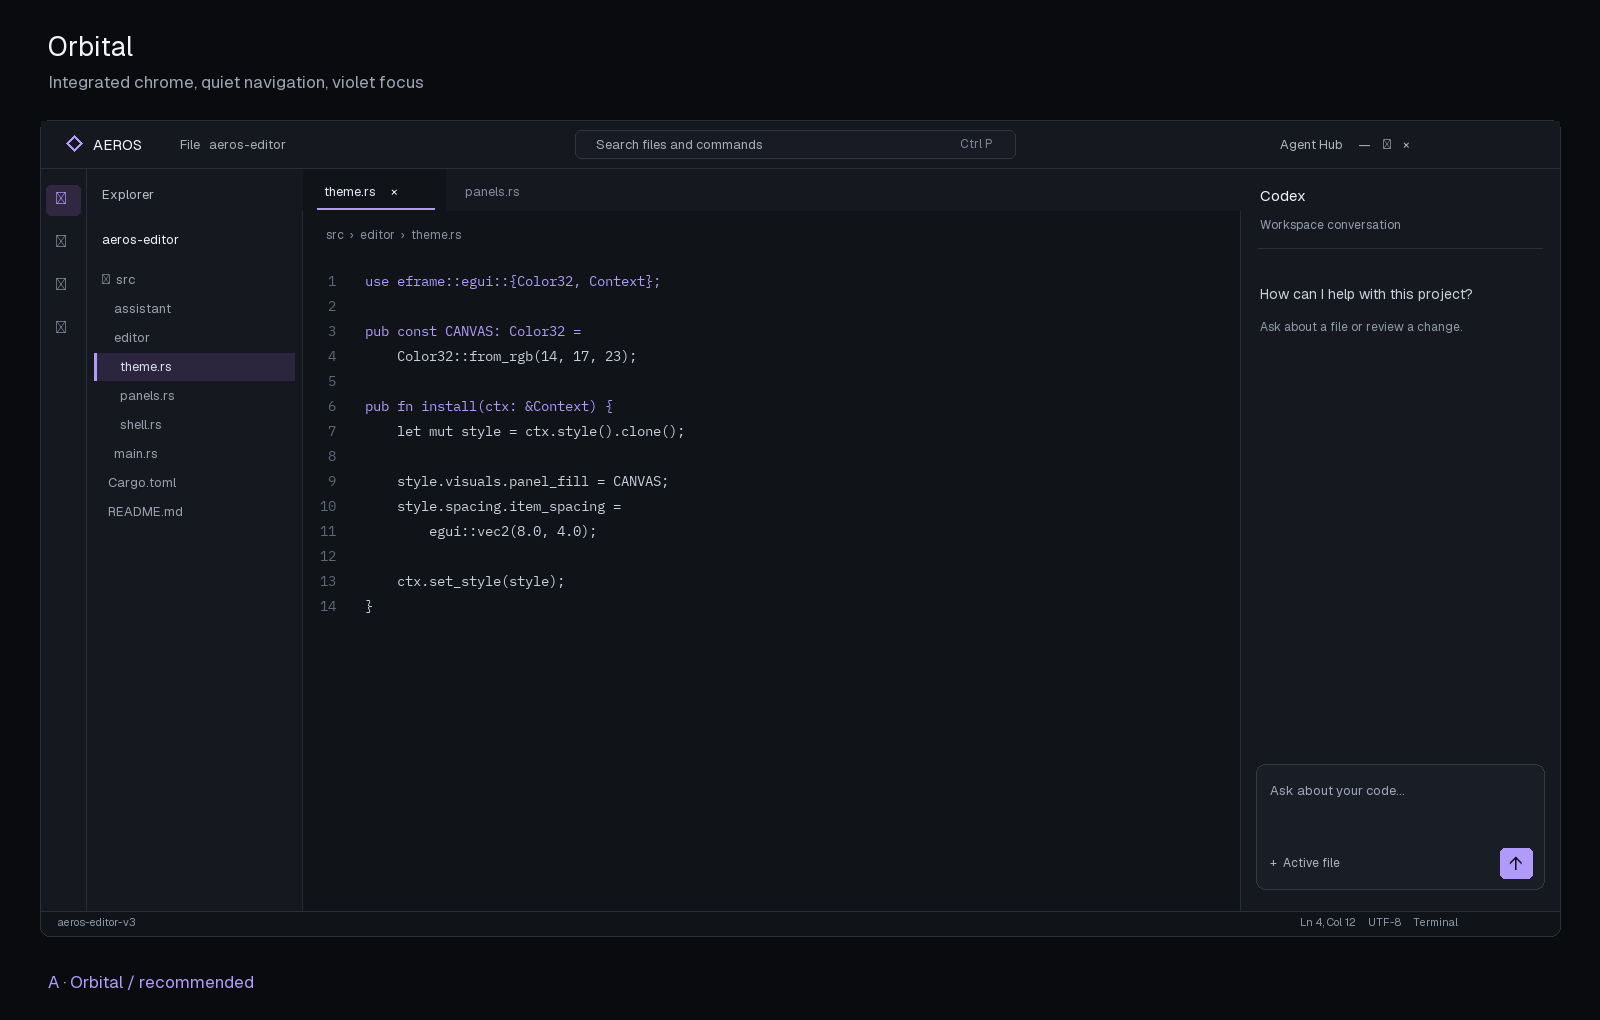 Orbital
Integrated chrome, quiet navigation, violet focus
AEROS File aeros-editor Search files and commands Ctrl P Agent Hub — ×
Explorer
aeros-editor
src
assistant
editor
theme.rs
panels.rs
shell.rs
main.rs
Cargo.toml
README.md
theme.rs × panels.rs
src › editor › theme.rs
1 use eframe::egui::{Color32, Context};
2
3 pub const CANVAS: Color32 =
4     Color32::from_rgb(14, 17, 23);
5
6 pub fn install(ctx: &Context) {
7     let mut style = ctx.style().clone();
8
9     style.visuals.panel_fill = CANVAS;
10     style.spacing.item_spacing =
11         egui::vec2(8.0, 4.0);
12
13     ctx.set_style(style);
14 }
Codex
Workspace conversation
How can I help with this project?
Ask about a file or review a change.
Ask about your code...
+ Active file
aeros-editor-v3 Ln 4, Col 12 UTF-8 Terminal
A · Orbital / recommended